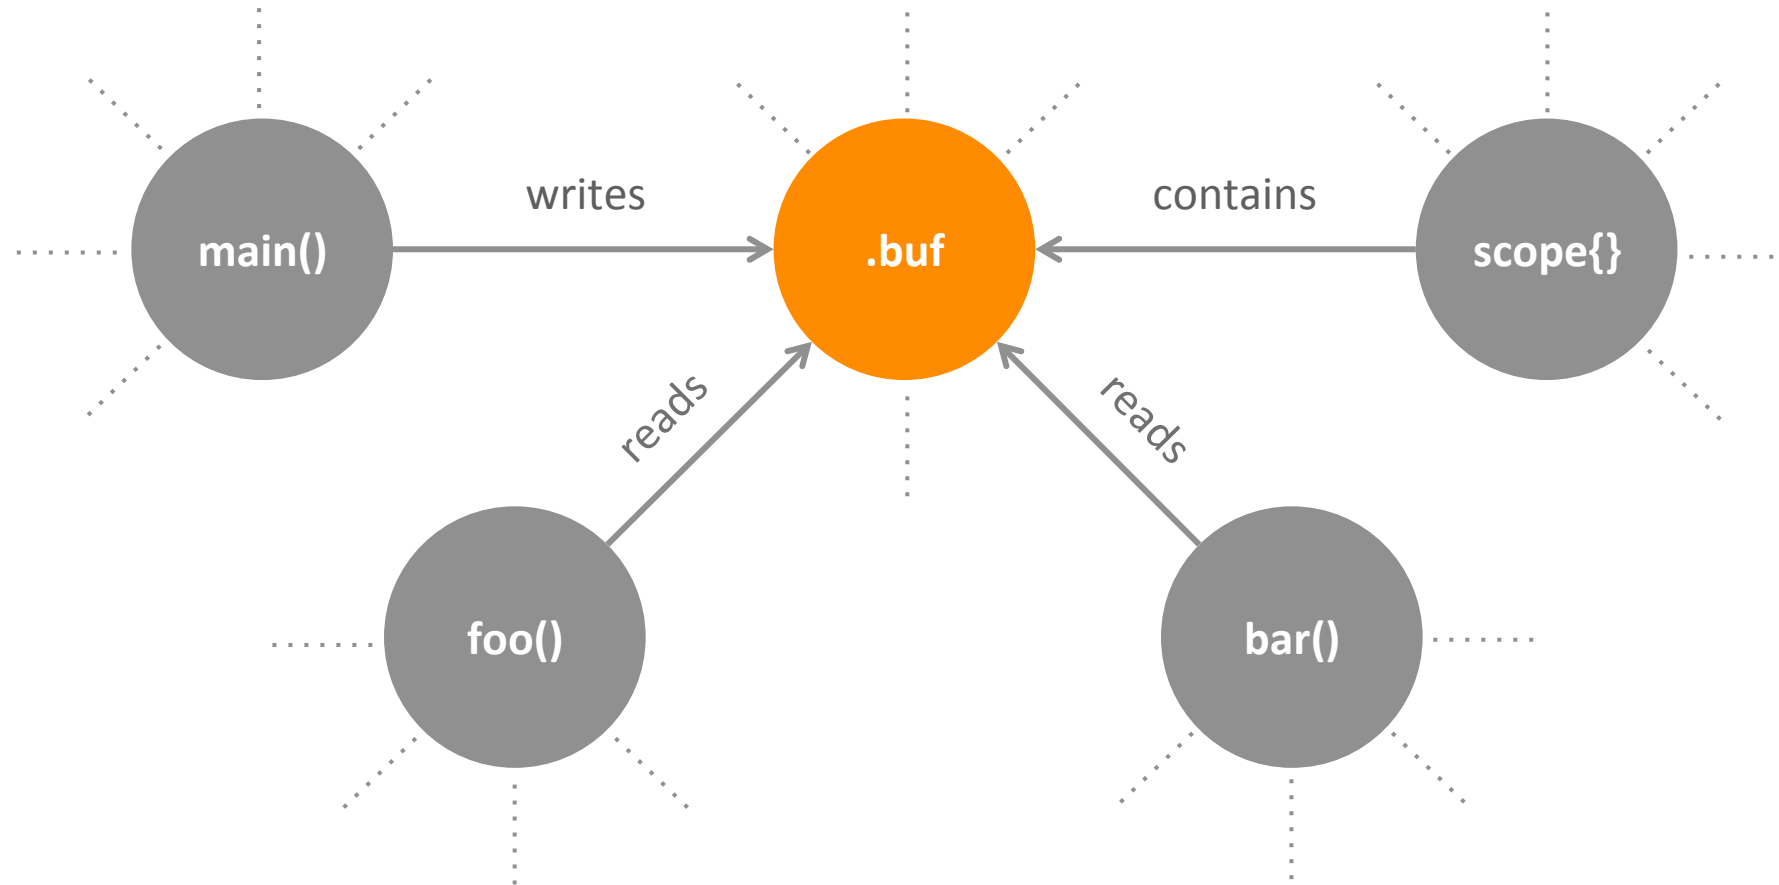 writes
contains
main()
.buf
scope{}
reads
reads
foo()
bar()